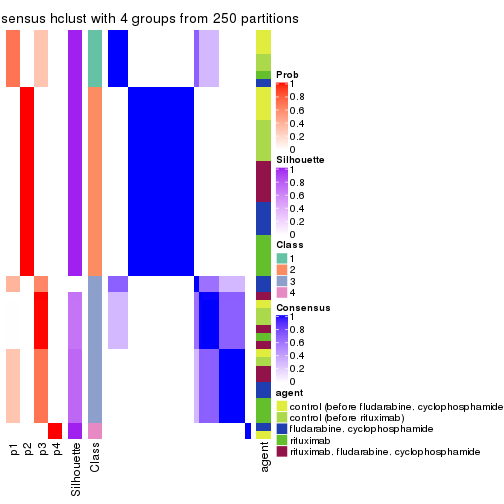 sensus hclust with 4 groups from 250 partitions
Prob
1
0.8
0.6
0.4
0.2
0
Silhouette
1
0.8
0.6
0.4
0.2
0
Class
1
2
3
4
Consensus
1
0.8
0.6
0.4
0.2
0
agent
control (before fludarabine. cyclophosphamide
control (before rituximab)
fludarabine. cyclophosphamide
rituximab
rituximab. fludarabine. cyclophosphamide
p1
p2
p3
p4
Silhouette
Class
agent